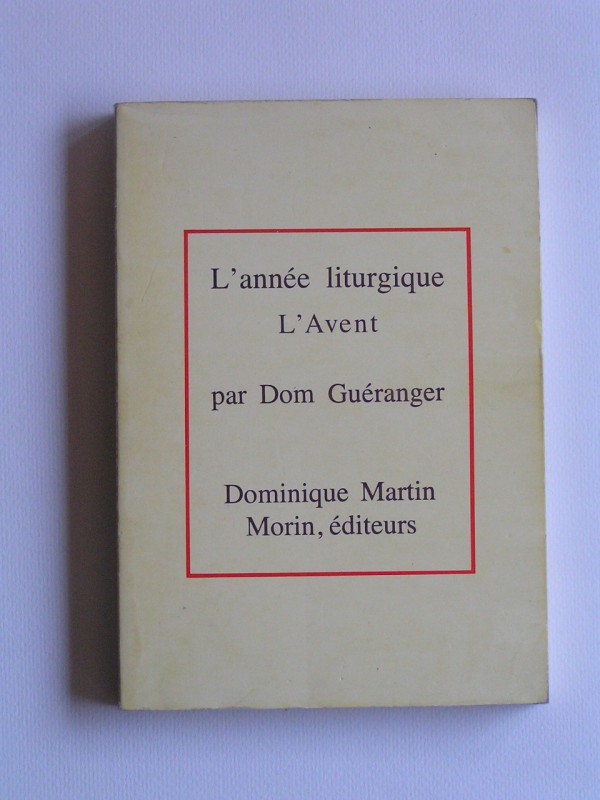 L'année liturgique
L'Avent
par Dom Guéranger
Dominique Martin
Morin, éditeurs